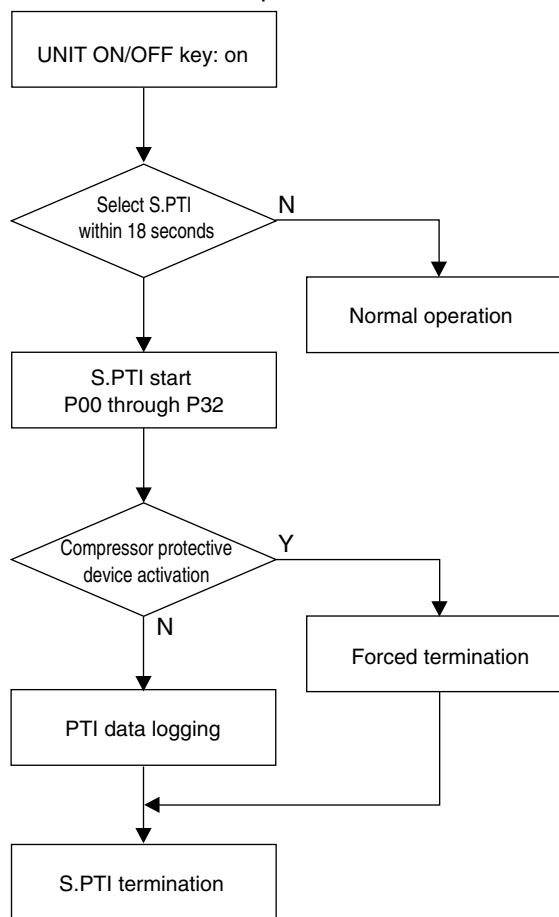 UNIT ON/OFF key: on
Select S.PTI
within 18 seconds
N
Normal operation
S.PTI start
P00 through P32
Compressor protective
device activation
Y
N
Forced termination
PTI data logging
S.PTI termination